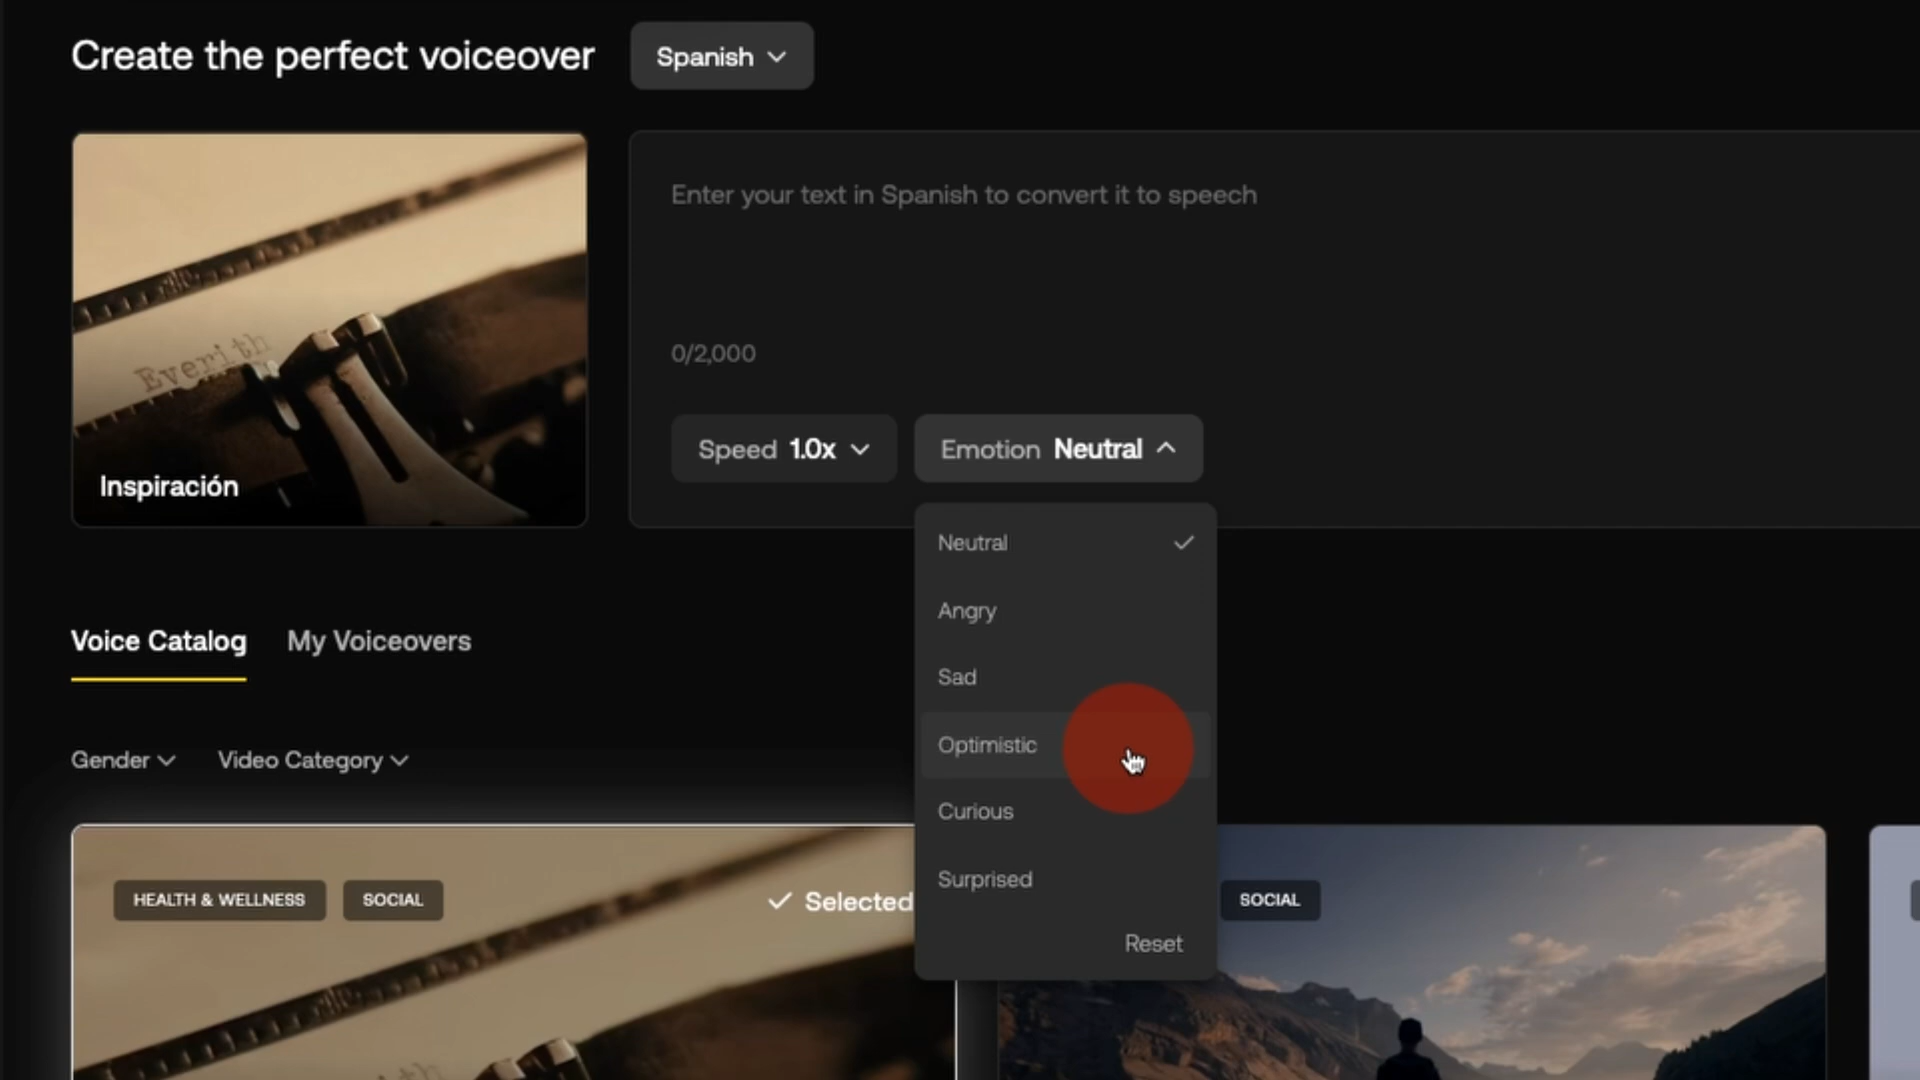 Create the perfect voiceover
Spanish
Everith
Inspiración
Enter your text in Spanish to convert it to speech
0/2,000
Speed 1.0x
Emotion Neutral
Neutral
Angry
Sad
Optimistic
Curious
Surprised
Reset
Voice Catalog
My Voiceovers
Gender
Video Category
HEALTH & WELLNESS
SOCIAL
Selected
SOCIAL